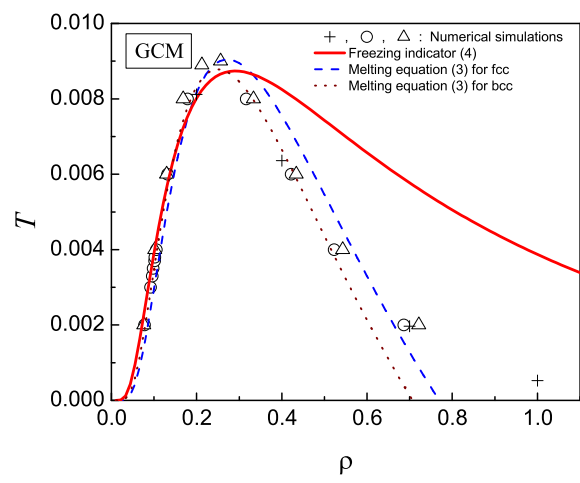 GCM
+ , ○ , △ : Numerical simulations
Freezing indicator (4)
Melting equation (3) for fcc
Melting equation (3) for bcc
0.010
0.008
0.006
0.004
0.002
0.000
T
0.0 0.2 0.4 0.6 0.8 1.0
ρ